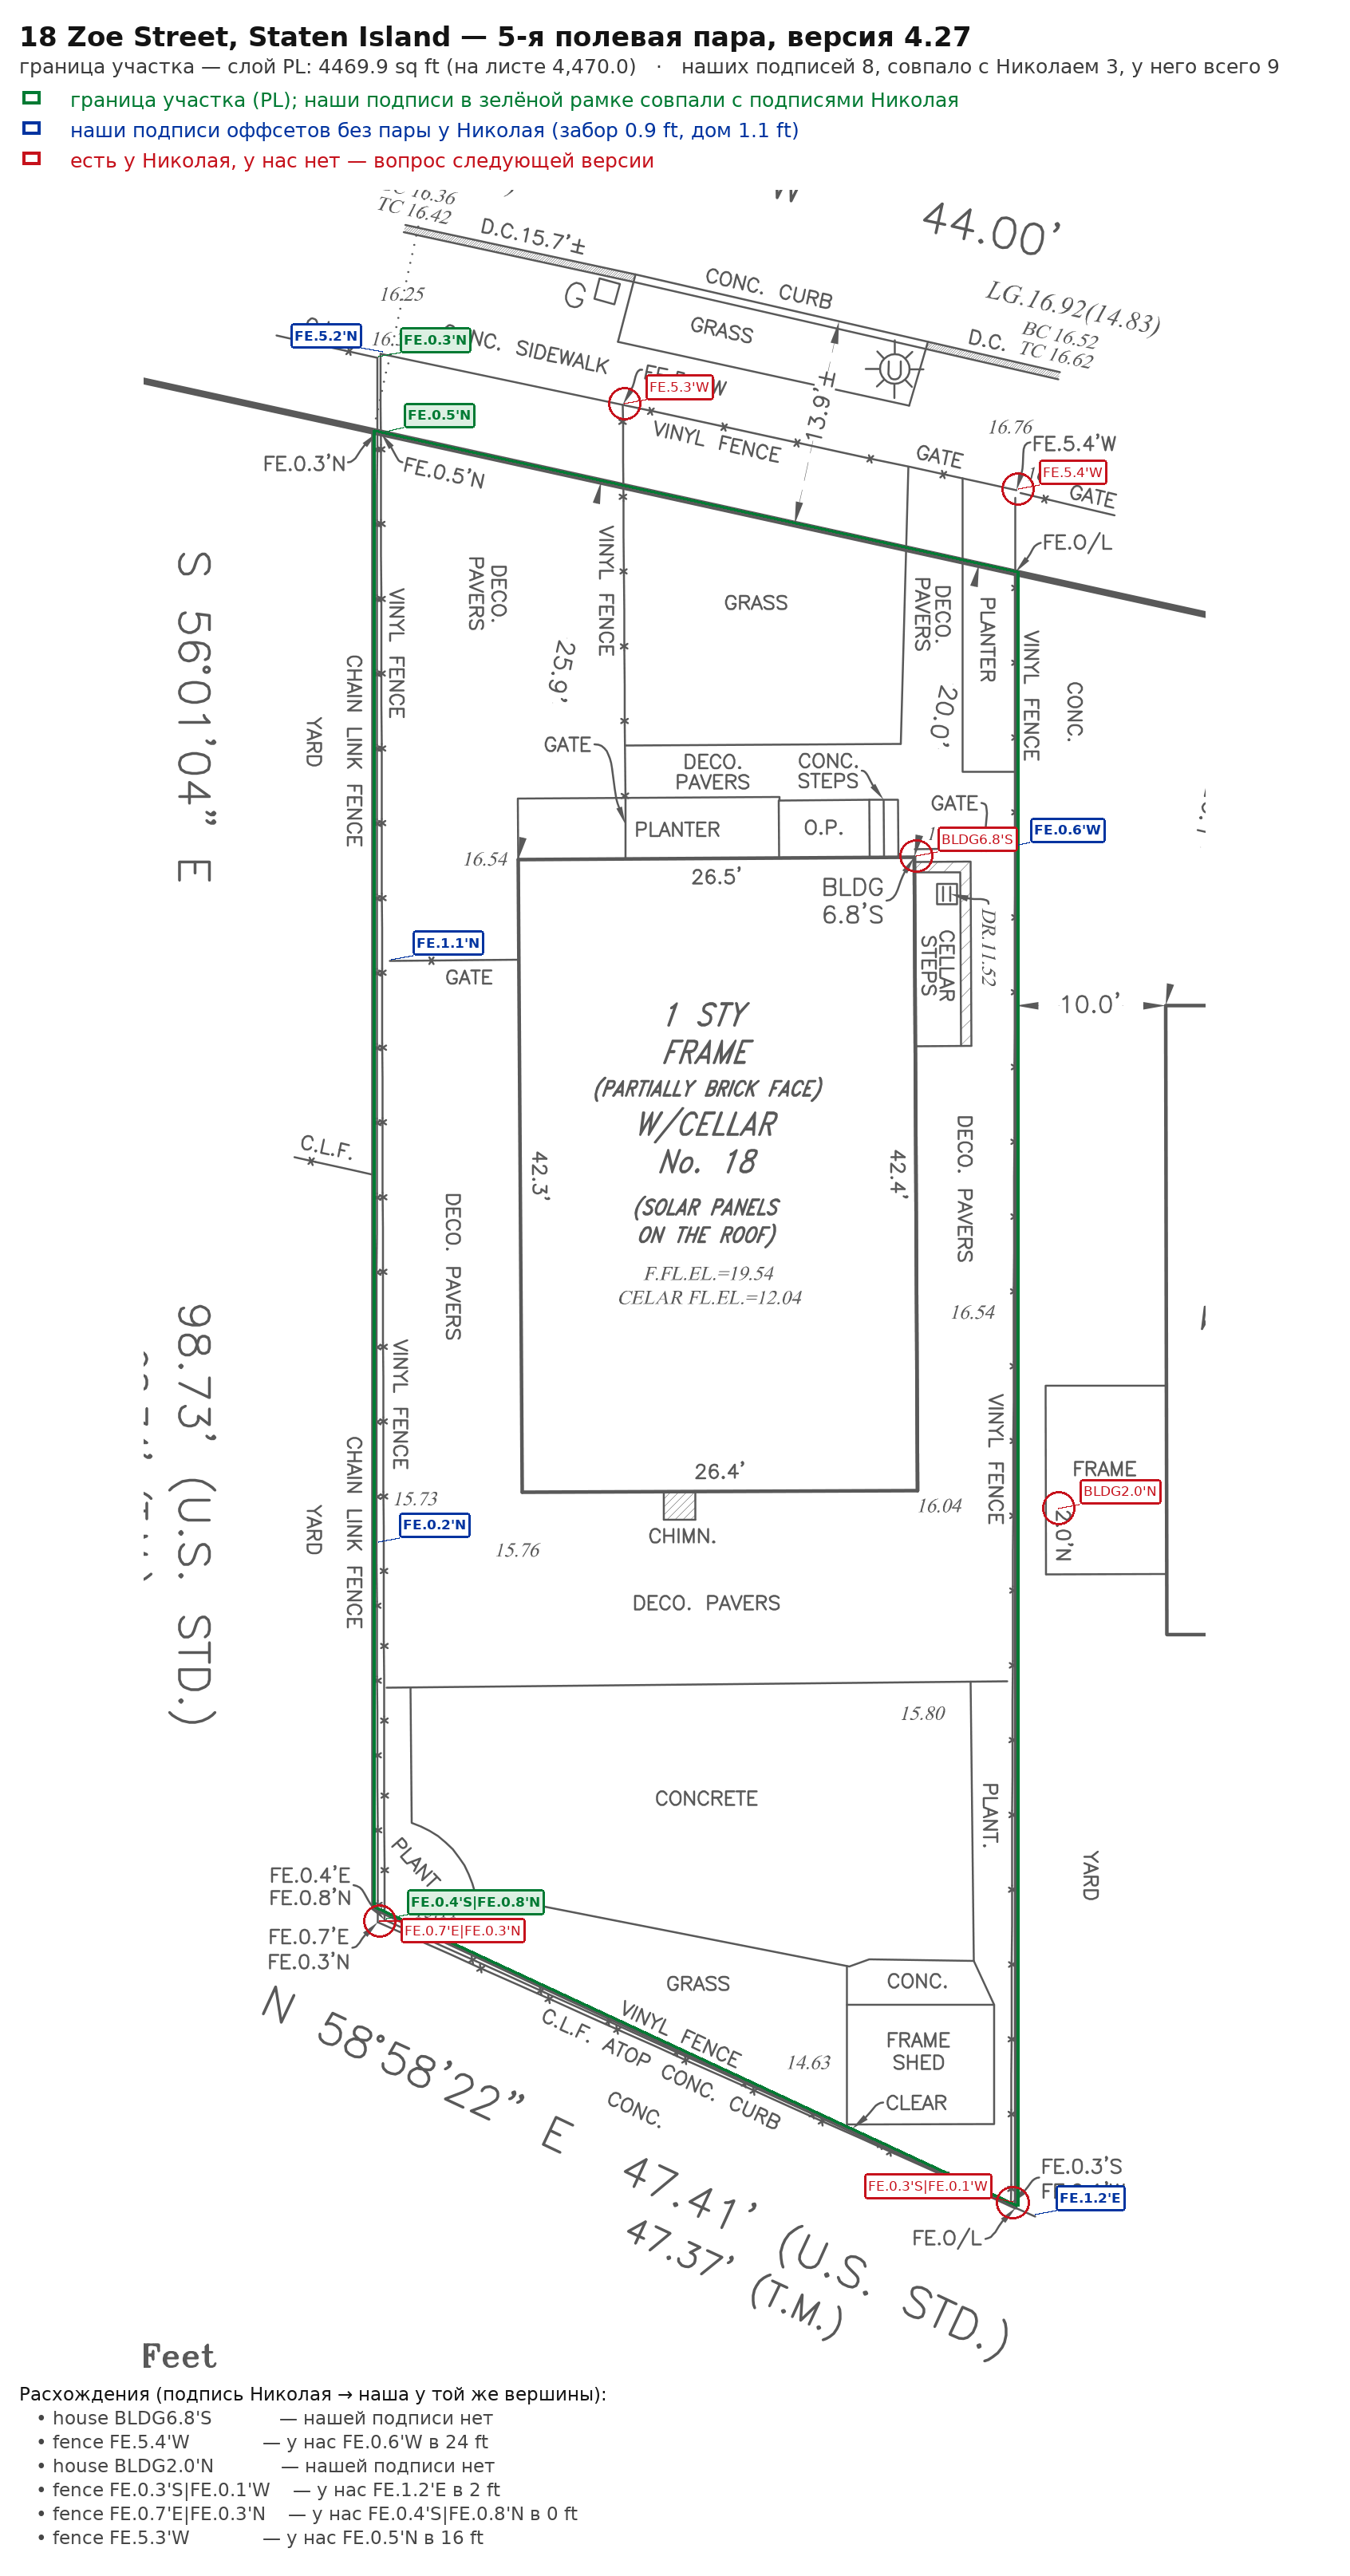 18 Zoe Street, Staten Island — 5-я полевая пара, версия 4.27
граница участка — слой PL: 4469.9 sq ft (на листе 4,470.0) · наших подписей 8, совпало с Николаем 3, у него всего 9
граница участка (PL); наши подписи в зелёной рамке совпали с подписями Николая
наши подписи оффсетов без пары у Николая (забор 0.9 ft, дом 1.1 ft)
есть у Николая, у нас нет — вопрос следующей версии
TC 16.42
D.C.15.7'±
44.00'
CONC. CURB
LG.16.92(14.83)
BC 16.52
TC 16.62
16.25
G
GRASS
D.C.
U
FE.5.2'N
FE.0.3'N
SIDEWALK
FE.5.3'W
13.9'±
VINYL FENCE
GATE
16.76
FE.5.4'W
FE.5.4'W
GATE
FE.0.5'N
FE.0.3'N
FE.0.5'N
FE.O/L
S 56°01'04" E
VINYL FENCE
CHAIN LINK FENCE
YARD
DECO.
PAVERS
VINYL FENCE
25.9'
GRASS
DECO.
PAVERS
20.0'
PLANTER
VINYL FENCE
CONC.
GATE
DECO.
PAVERS
CONC.
STEPS
GATE
PLANTER
O.P.
FE.0.6'W
BLDG6.8'S
16.54
26.5'
BLDG
6.8'S
DR.11.52
CELLAR
STEPS
FE.1.1'N
GATE
10.0'
1 STY
FRAME
(PARTIALLY BRICK FACE)
W/CELLAR
No. 18
(SOLAR PANELS
ON THE ROOF)
F.FL.EL.=19.54
CELAR FL.EL.=12.04
C.L.F.
42.3'
42.4'
DECO. PAVERS
DECO. PAVERS
16.54
98.73' (U.S. STD.)
VINYL FENCE
CHAIN LINK FENCE
YARD
VINYL FENCE
26.4'
FRAME
BLDG2.0'N
2.0'N
15.73
FE.0.2'N
16.04
CHIMN.
15.76
DECO. PAVERS
15.80
CONCRETE
PLANT.
YARD
PLANT
FE.0.4'E
FE.0.8'N
FE.0.4'S|FE.0.8'N
FE.0.7'E|FE.0.3'N
FE.0.7'E
FE.0.3'N
GRASS
CONC.
VINYL FENCE
C.L.F. ATOP CONC. CURB
FRAME
SHED
14.63
CONC.
CLEAR
N 58°58'22" E 47.41' (U.S. STD.)
47.37' (T.M.)
FE.0.3'S
FE.0.3'S|FE.0.1'W
FE.1.2'E
FE.O/L
Feet
Расхождения (подпись Николая → наша у той же вершины):
• house BLDG6.8'S — нашей подписи нет
• fence FE.5.4'W — у нас FE.0.6'W в 24 ft
• house BLDG2.0'N — нашей подписи нет
• fence FE.0.3'S|FE.0.1'W — у нас FE.1.2'E в 2 ft
• fence FE.0.7'E|FE.0.3'N — у нас FE.0.4'S|FE.0.8'N в 0 ft
• fence FE.5.3'W — у нас FE.0.5'N в 16 ft